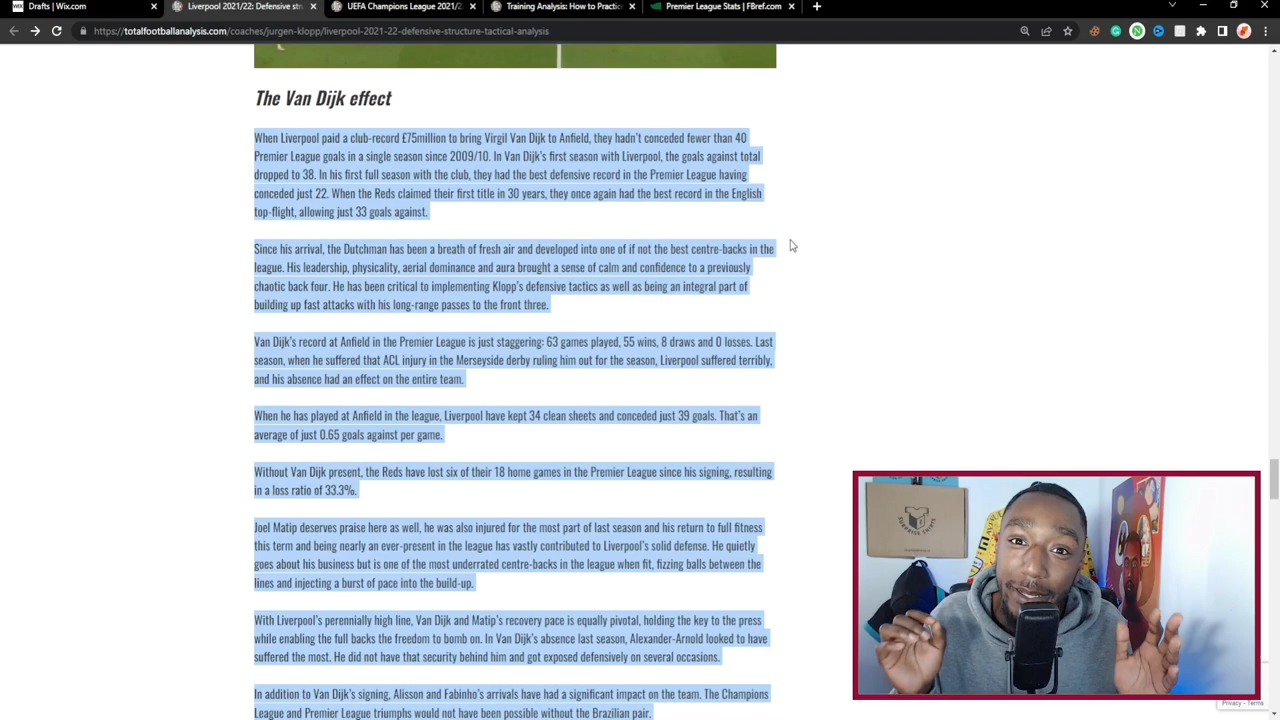 Drafts | Wix.com
Liverpool 2021/22: Defensive str
UEFA Champions League 2021/2
Training Analysis: How to Practic
Premier League Stats | FBref.com
https://totalfootballanalysis.com/coaches/jurgen-klopp/liverpool-2021-22-defensive-structure-tactical-analysis
The Van Dijk effect
When Liverpool paid a club-record £75million to bring Virgil Van Dijk to Anfield, they hadn't conceded fewer than 40
Premier League goals in a single season since 2009/10. In Van Dijk's first season with Liverpool, the goals against total
dropped to 38. In his first full season with the club, they had the best defensive record in the Premier League having
conceded just 22. When the Reds claimed their first title in 30 years, they once again had the best record in the English
top-flight, allowing just 33 goals against.
Since his arrival, the Dutchman has been a breath of fresh air and developed into one of if not the best centre-backs in the
league. His leadership, physicality, aerial dominance and aura brought a sense of calm and confidence to a previously
chaotic back four. He has been critical to implementing Klopp's defensive tactics as well as being an integral part of
building up fast attacks with his long-range passes to the front three.
Van Dijk's record at Anfield in the Premier League is just staggering: 63 games played, 55 wins, 8 draws and 0 losses. Last
season, when he suffered that ACL injury in the Merseyside derby ruling him out for the season, Liverpool suffered terribly,
and his absence had an effect on the entire team.
When he has played at Anfield in the league, Liverpool have kept 34 clean sheets and conceded just 39 goals. That's an
average of just 0.65 goals against per game.
Without Van Dijk present, the Reds have lost six of their 18 home games in the Premier League since his signing, resulting
in a loss ratio of 33.3%.
Joel Matip deserves praise here as well, he was also injured for the most part of last season and his return to full fitness
this term and being nearly an ever-present in the league has vastly contributed to Liverpool's solid defense. He quietly
goes about his business but is one of the most underrated centre-backs in the league when fit, fizzing balls between the
lines and injecting a burst of pace into the build-up.
With Liverpool's perennially high line, Van Dijk and Matip's recovery pace is equally pivotal, holding the key to the press
while enabling the full backs the freedom to bomb on. In Van Dijk's absence last season, Alexander-Arnold looked to have
suffered the most. He did not have that security behind him and got exposed defensively on several occasions.
In addition to Van Dijk's signing, Alisson and Fabinho's arrivals have had a significant impact on the team. The Champions
League and Premier League triumphs would not have been possible without the Brazilian pair.
SURPRISE SHIRTS
Privacy - Terms